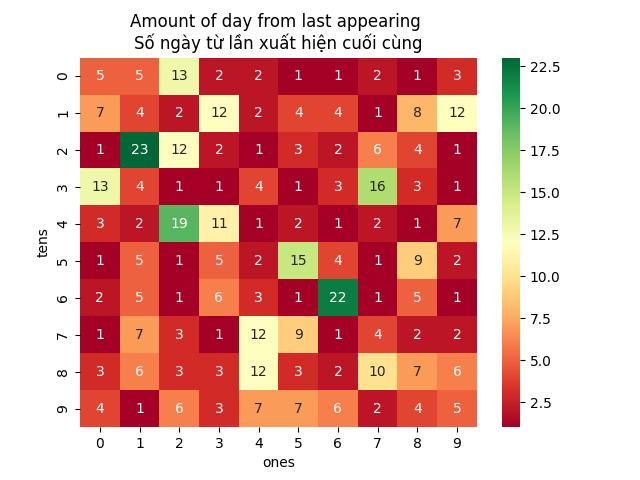 Amount of day from last appearing
Số ngày từ lần xuất hiện cuối cùng
0 5 5 13 2 2 1 1 2 1 3
1 7 4 2 12 2 4 4 1 8 12
2 1 23 12 2 1 3 2 6 4 1
3 13 4 1 1 4 1 3 16 3 1
4 3 2 19 11 1 2 1 2 1 7
5 1 5 1 5 2 15 4 1 9 2
6 2 5 1 6 3 1 22 1 5 1
7 1 7 3 1 12 9 1 4 2 2
8 3 6 3 3 12 3 2 10 7 6
9 4 1 6 3 7 7 6 2 4 5
0 1 2 3 4 5 6 7 8 9
tens
ones
22.5
20.0
17.5
15.0
12.5
10.0
7.5
5.0
2.5